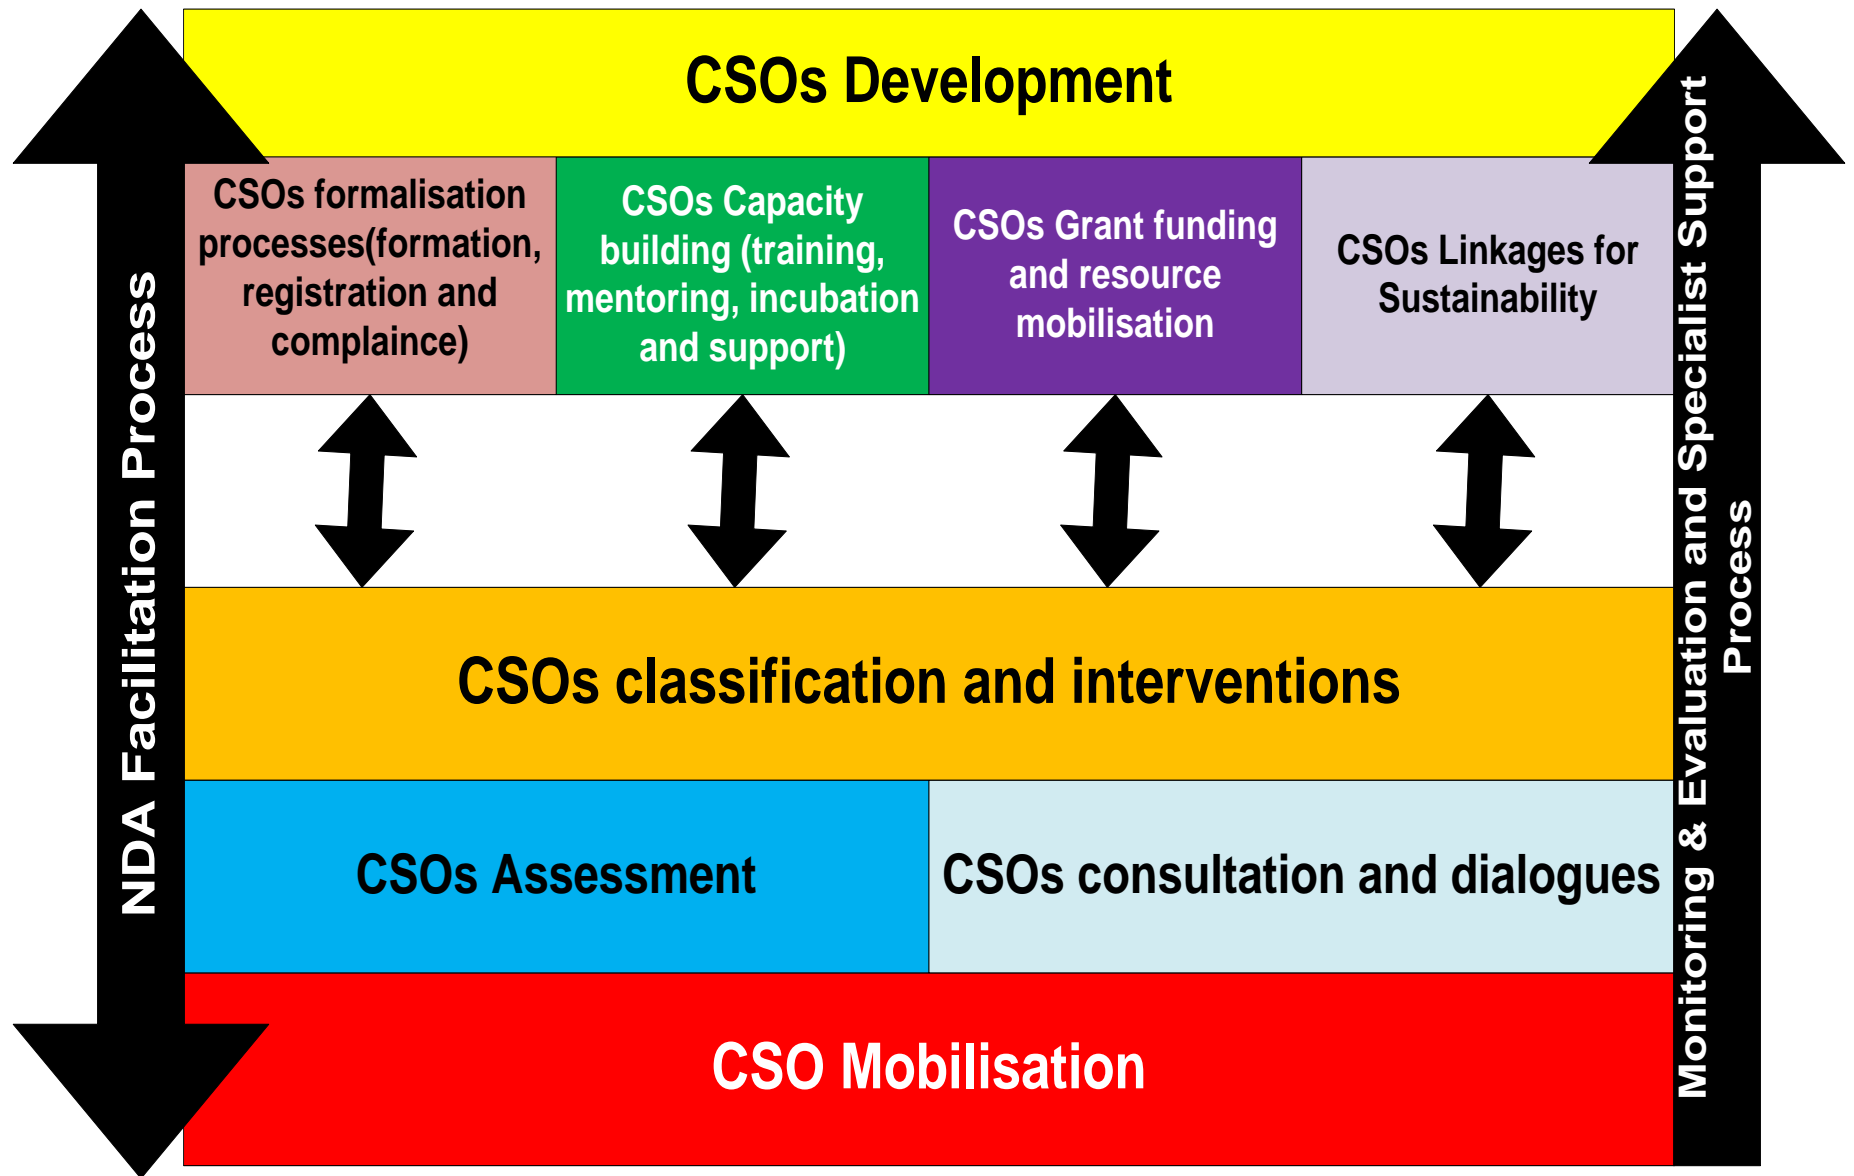 CSOs Development
CSOs formalisation
processes(formation,
registration and
complaince)
CSOs Capacity
building (training,
mentoring, incubation
and support)
CSOs Grant funding
and resource
mobilisation
CSOs Linkages for
Sustainability
CSOs classification and interventions
CSOs Assessment
CSOs consultation and dialogues
CSO Mobilisation
NDA Facilitation Process
Monitoring & Evaluation and Specialist Support
Process